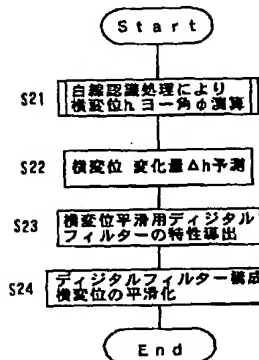 Start
S21
白線認識処理により
横変位h ヨー角φ演算
S22
横変位 変化量Δh予測
S23
横変位平滑用ディジタル
フィルターの特性導出
S24
ディジタルフィルター構成
横変位の平滑化
End